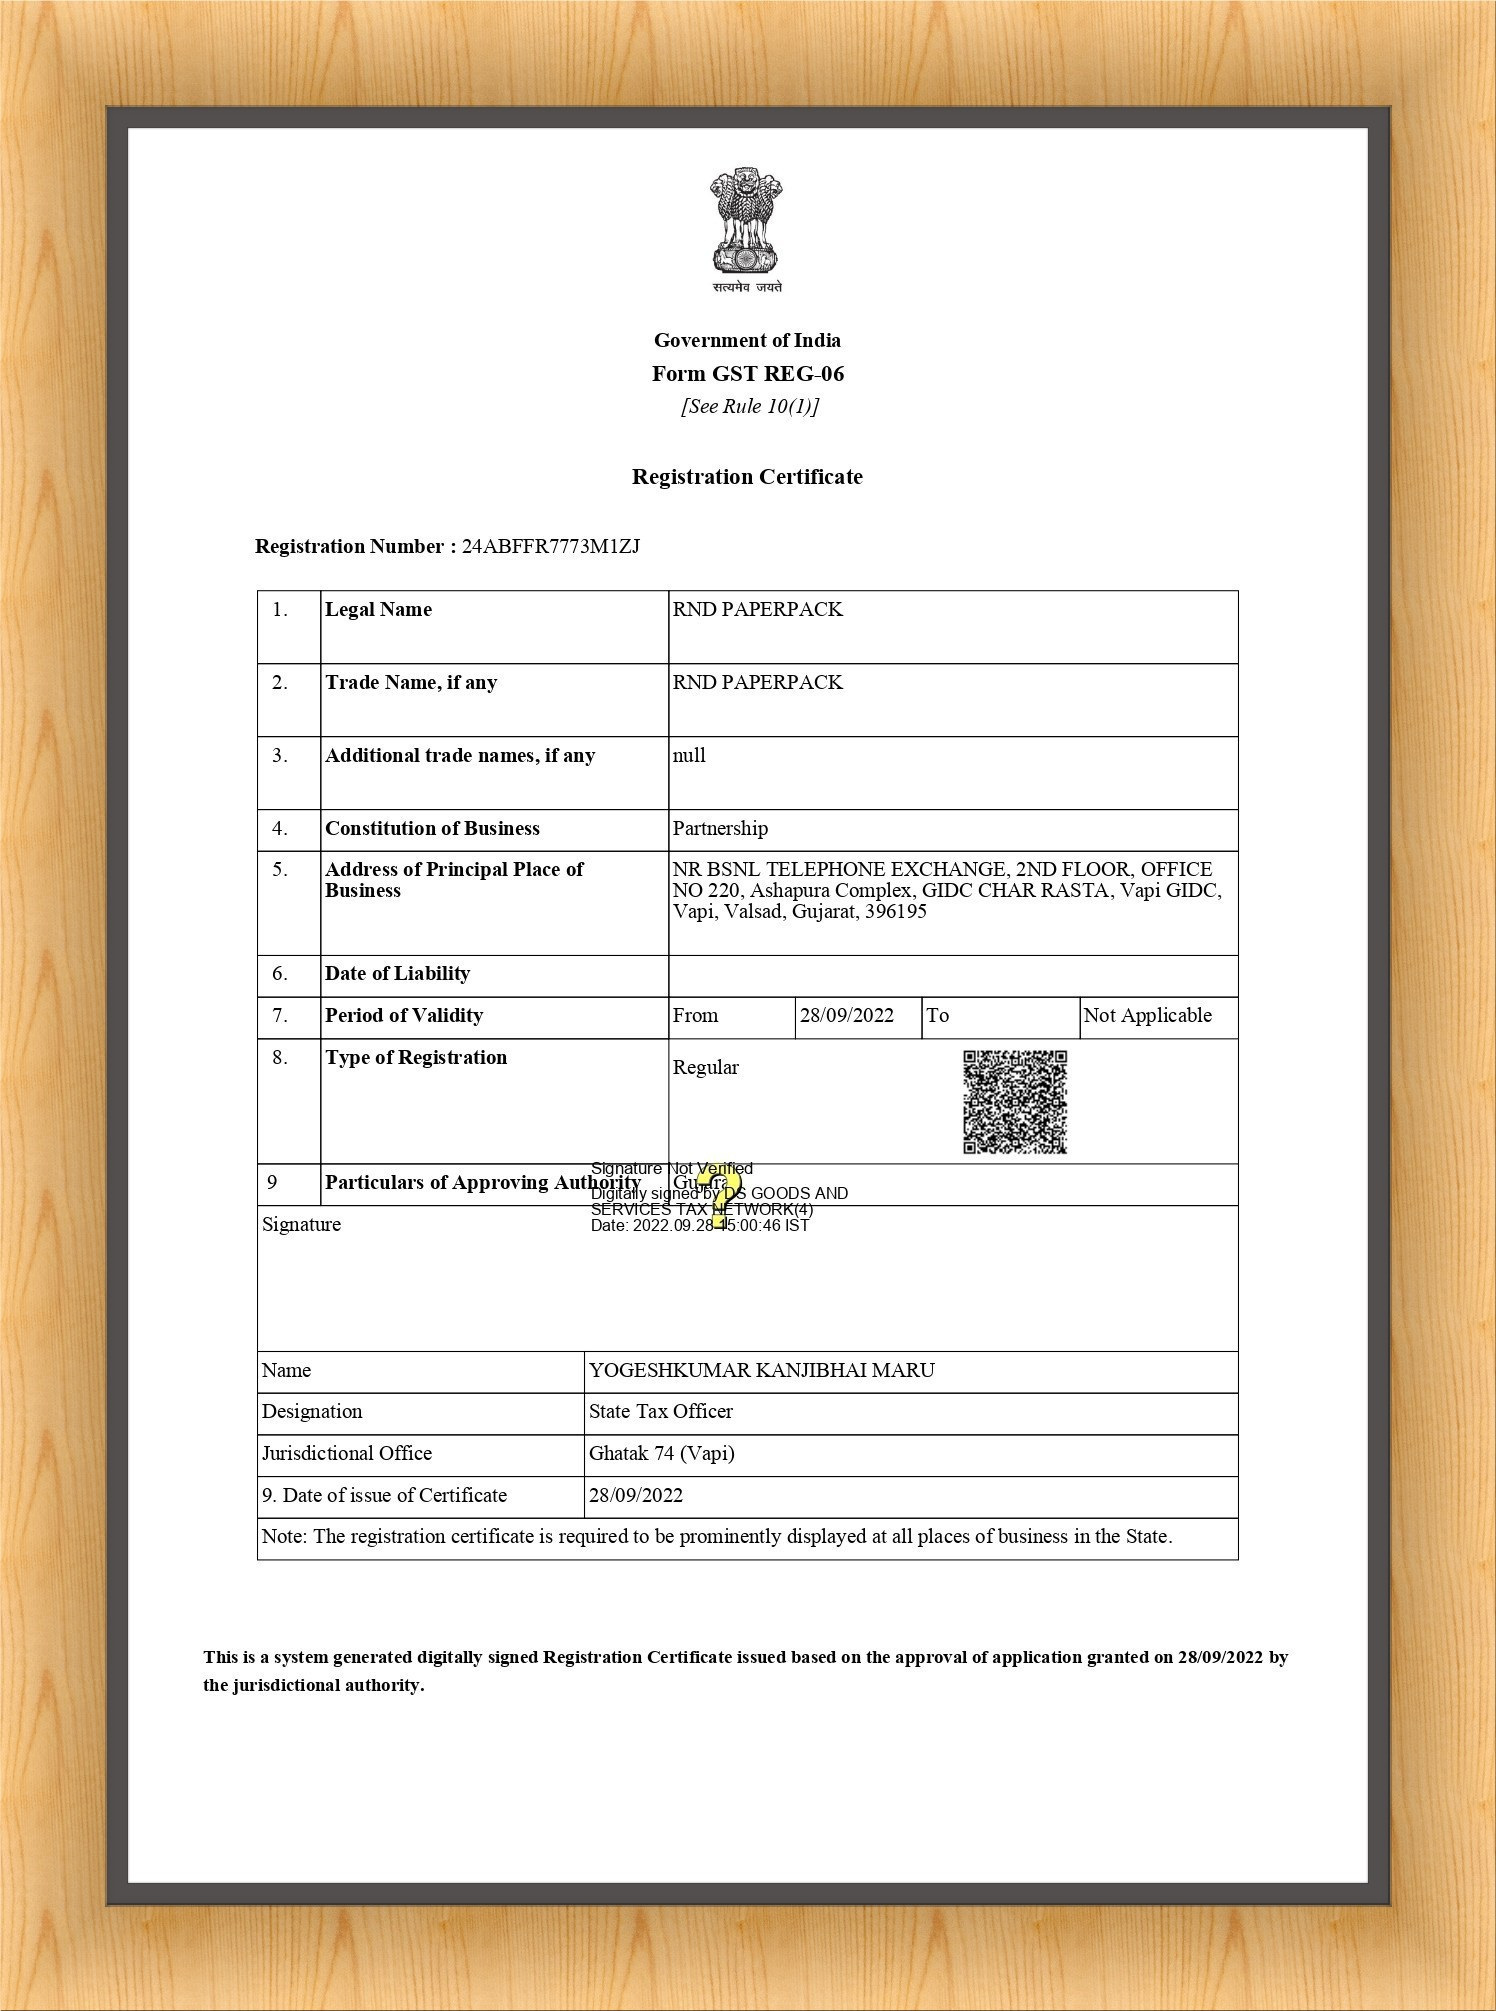 सत्यमेव जयते
Government of India
Form GST REG-06
[See Rule 10(1)]
Registration Certificate
Registration Number : 24ABFFR7773M1ZJ
1. Legal Name RND PAPERPACK
2. Trade Name, if any RND PAPERPACK
3. Additional trade names, if any null
4. Constitution of Business Partnership
5. Address of Principal Place of Business NR BSNL TELEPHONE EXCHANGE, 2ND FLOOR, OFFICE
NO 220, Ashapura Complex, GIDC CHAR RASTA, Vapi GIDC,
Vapi, Valsad, Gujarat, 396195
6. Date of Liability
7. Period of Validity From 28/09/2022 To Not Applicable
8. Type of Registration Regular
Signature Not Verified
9 Particulars of Approving Authority
Digitally signed by DS GOODS AND
SERVICES TAX NETWORK(4)
Signature
Date: 2022.09.28 15:00:46 IST
Name YOGESHKUMAR KANJIBHAI MARU
Designation State Tax Officer
Jurisdictional Office Ghatak 74 (Vapi)
9. Date of issue of Certificate 28/09/2022
Note: The registration certificate is required to be prominently displayed at all places of business in the State.
This is a system generated digitally signed Registration Certificate issued based on the approval of application granted on 28/09/2022 by
the jurisdictional authority.